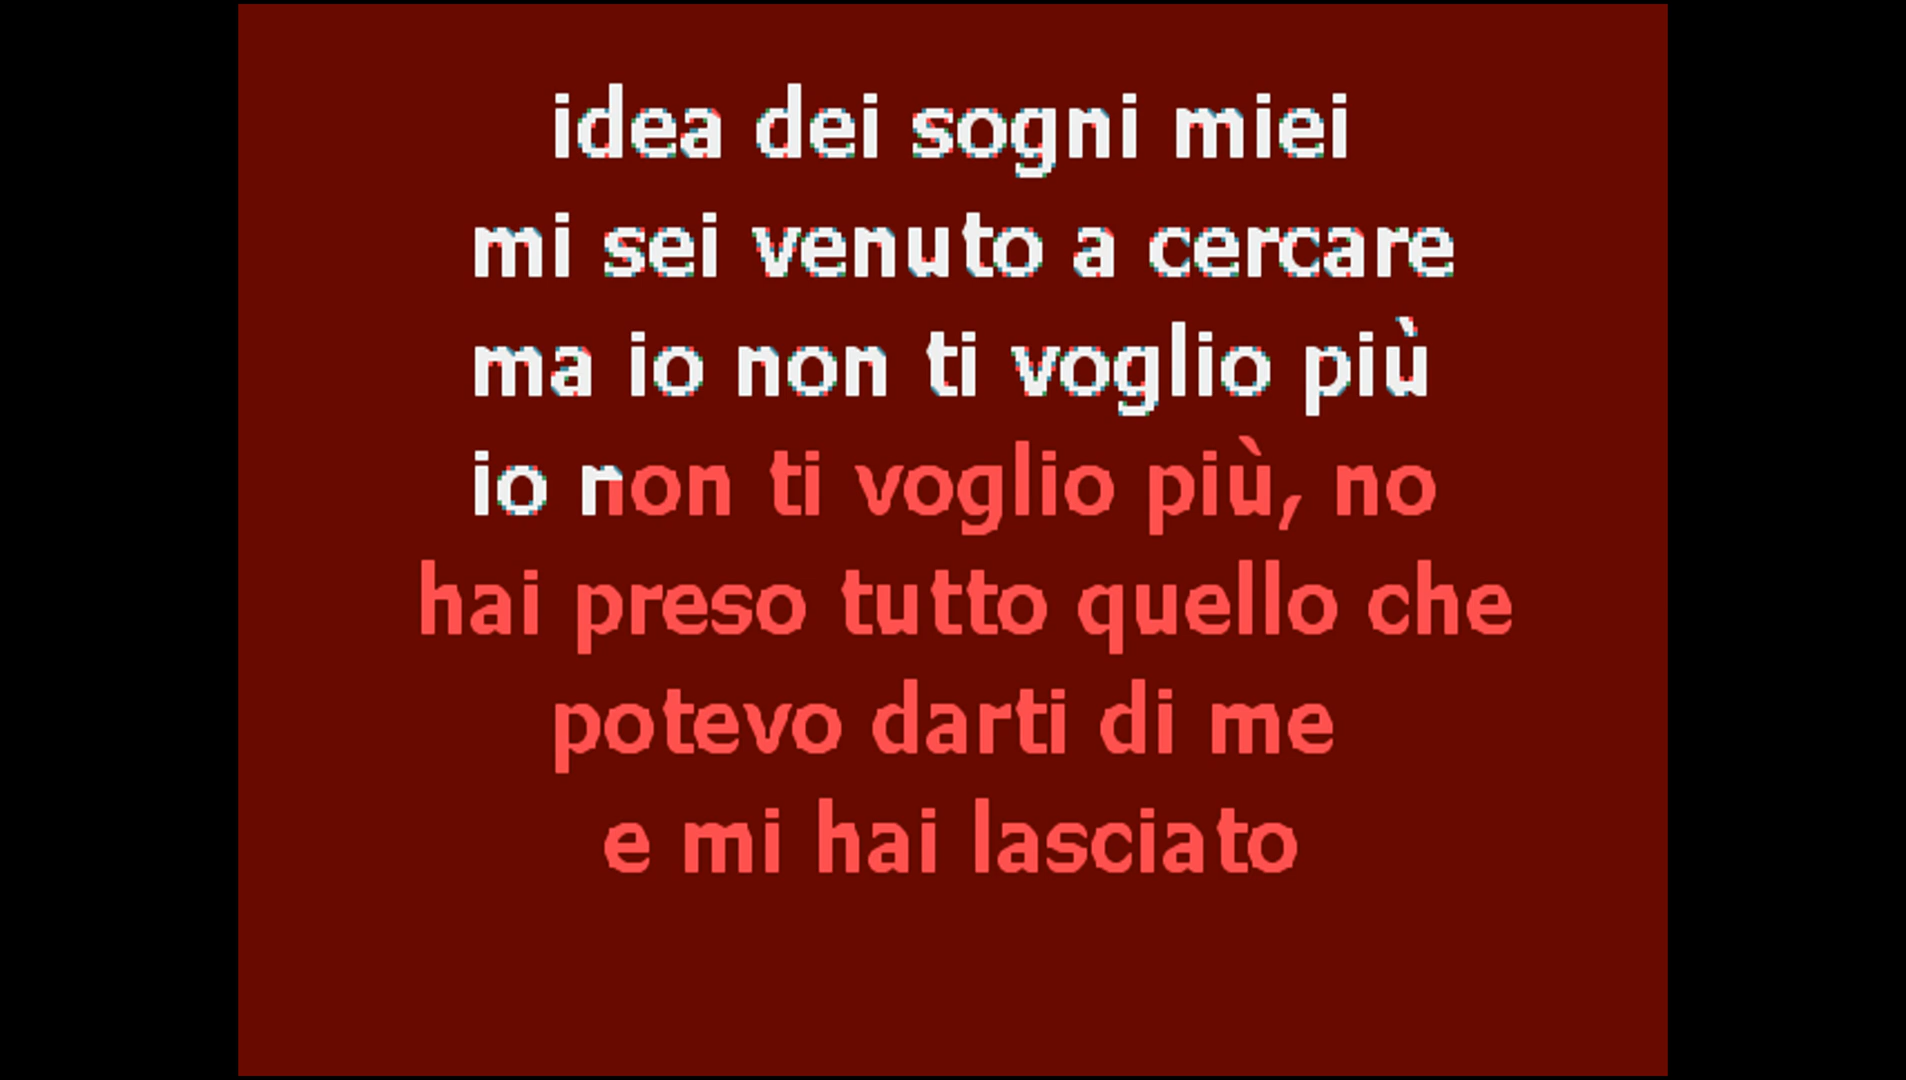 idea dei sogni miei
mi sei venuto a cercare
ma io non ti voglio più
io non ti voglio più, no
hai preso tutto quello che
potevo darti di me
e mi hai lasciato